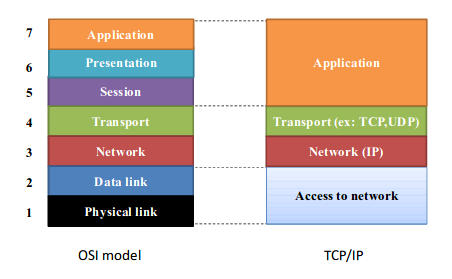 7 Application
6 Presentation
5 Session
4 Transport
3 Network
2 Data link
1 Physical link
OSI model
Application
Transport (ex: TCP,UDP)
Network (IP)
Access to network
TCP/IP